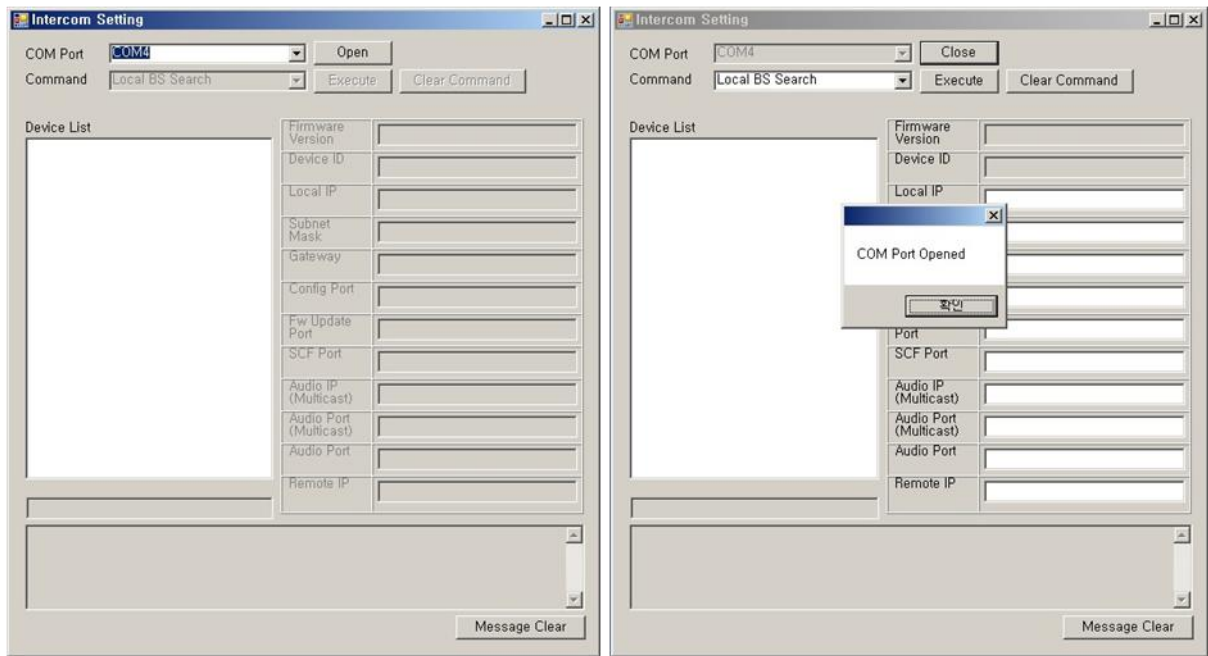 Intercom Setting
COM Port COM4 Open
Command Local BS Search Execute Clear Command
Device List
Firmware
Version
Device ID
Local IP
Subnet
Mask
Gateway
Config Port
Fw Update
Port
SCF Port
Audio IP
(Multicast)
Audio Port
(Multicast)
Audio Port
Remote IP
Message Clear
Intercom Setting
COM Port COM4 Close
Command Local BS Search Execute Clear Command
Device List
Firmware
Version
Device ID
Local IP
COM Port Opened
확인
Port
SCF Port
Audio IP
(Multicast)
Audio Port
(Multicast)
Audio Port
Remote IP
Message Clear